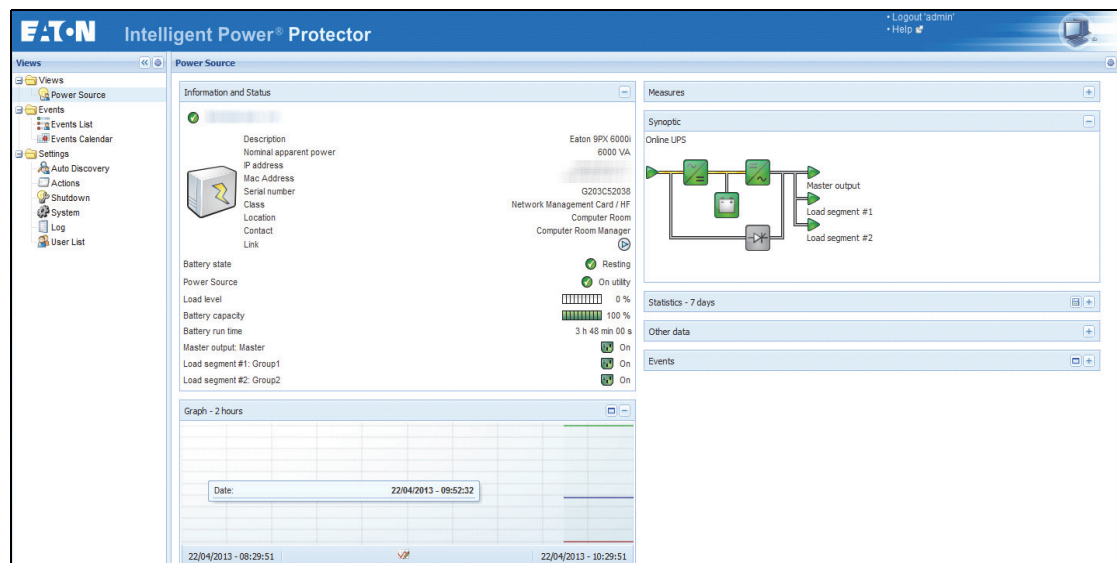 EATON Intelligent Power® Protector
• Logout 'admin'
• Help
Views
Views
Power Source
Events
Events List
Events Calendar
Settings
Auto Discovery
Actions
Shutdown
System
Log
User List
Power Source
Information and Status
Description Eaton 9PX 6000i
Nominal apparent power 6000 VA
IP address
Mac Address
Serial number G203C52038
Class Network Management Card / HF
Location Computer Room
Contact Computer Room Manager
Link
Battery state Resting
Power Source On utility
Load level 0 %
Battery capacity 100 %
Battery run time 3 h 48 min 00 s
Master output: Master On
Load segment #1: Group1 On
Load segment #2: Group2 On
Graph - 2 hours
Date: 22/04/2013 - 09:52:32
22/04/2013 - 08:29:51 22/04/2013 - 10:29:51
Measures
Synoptic
Online UPS
Master output
Load segment #1
Load segment #2
Statistics - 7 days
Other data
Events